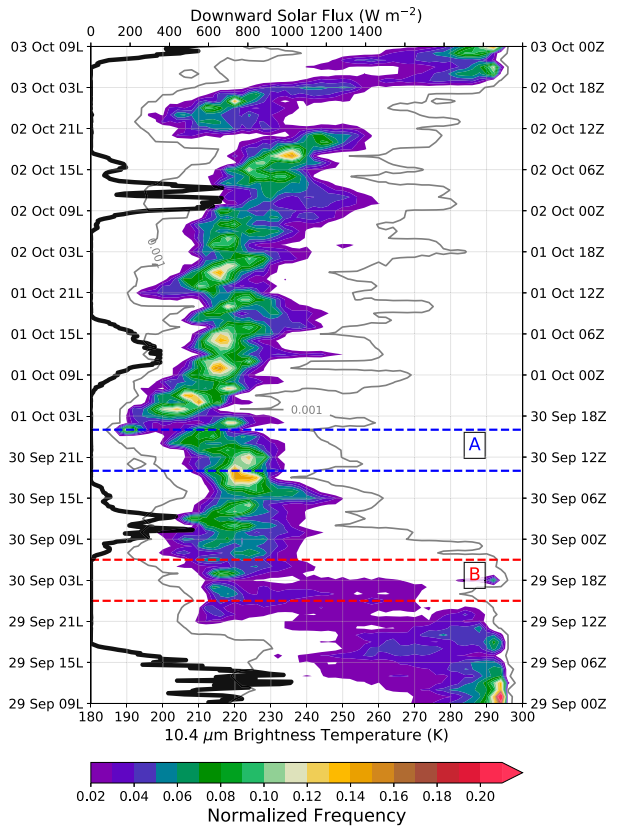 Downward Solar Flux (W m⁻²)
0 200 400 600 800 1000 1200 1400
03 Oct 09L 03 Oct 00Z
03 Oct 03L 02 Oct 18Z
02 Oct 21L 02 Oct 12Z
02 Oct 15L 02 Oct 06Z
02 Oct 09L 02 Oct 00Z
0.001
02 Oct 03L 01 Oct 18Z
01 Oct 21L 01 Oct 12Z
01 Oct 15L 01 Oct 06Z
01 Oct 09L 01 Oct 00Z
0.001
01 Oct 03L 30 Sep 18Z
A
30 Sep 21L 30 Sep 12Z
30 Sep 15L 30 Sep 06Z
30 Sep 09L 30 Sep 00Z
B
30 Sep 03L 29 Sep 18Z
29 Sep 21L 29 Sep 12Z
29 Sep 15L 29 Sep 06Z
29 Sep 09L 29 Sep 00Z
180 190 200 210 220 230 240 250 260 270 280 290 300
10.4 μm Brightness Temperature (K)
0.02 0.04 0.06 0.08 0.10 0.12 0.14 0.16 0.18 0.20
Normalized Frequency